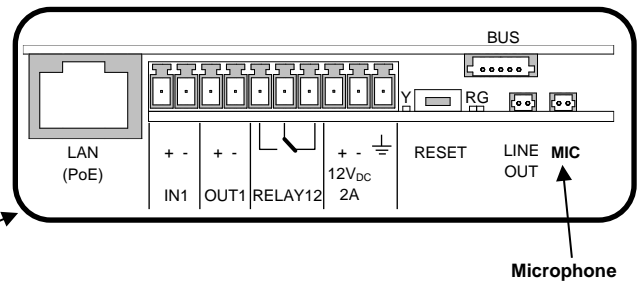 BUS
Y RG
LAN + - + - + - RESET LINE MIC
(PoE) 12VDC OUT
IN1 OUT1 RELAY12 2A
Microphone